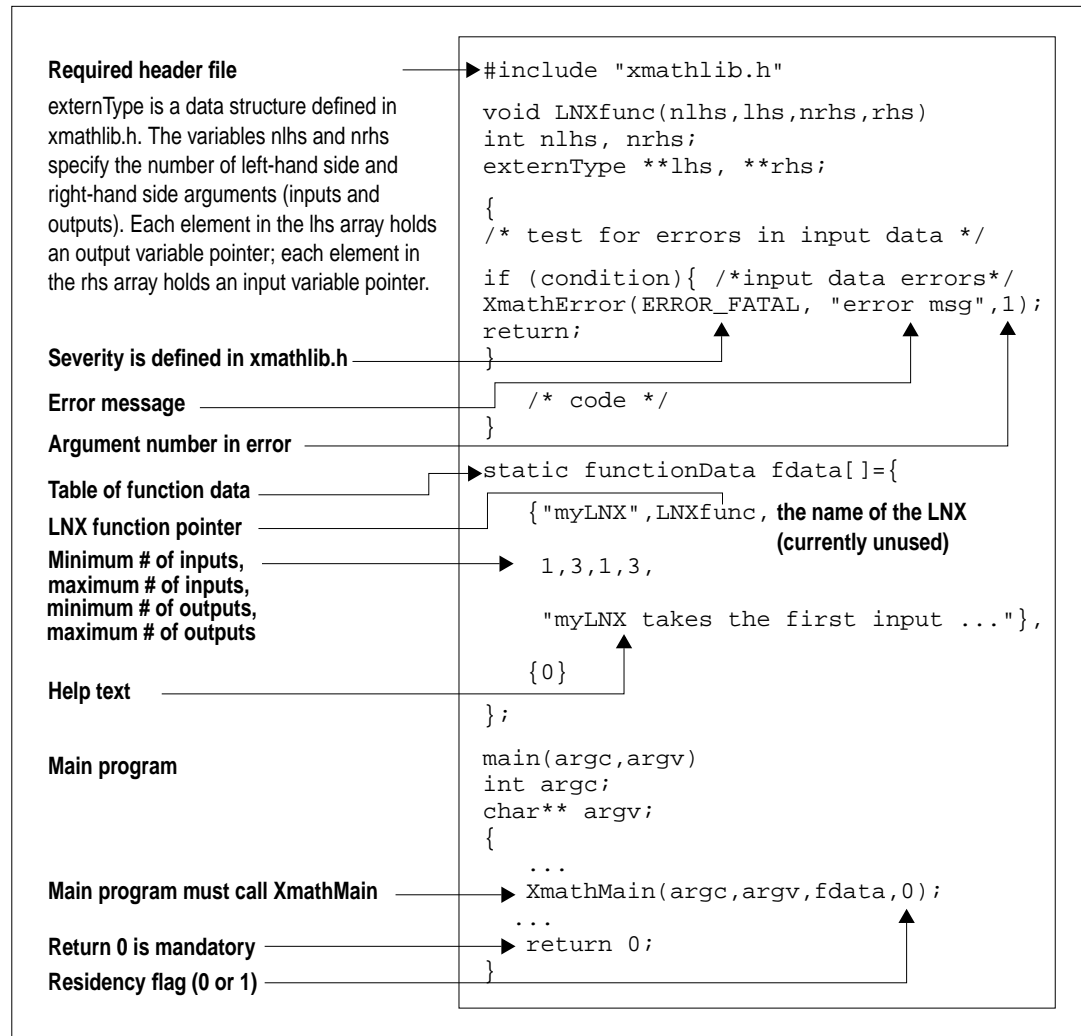 Required header file
externType is a data structure defined in
xmathlib.h. The variables nlhs and nrhs
specify the number of left-hand side and
right-hand side arguments (inputs and
outputs). Each element in the lhs array holds
an output variable pointer; each element in
the rhs array holds an input variable pointer.
Severity is defined in xmathlib.h
Error message
Argument number in error
Table of function data
LNX function pointer
Minimum # of inputs,
maximum # of inputs,
minimum # of outputs,
maximum # of outputs
Help text
Main program
Main program must call XmathMain
Return 0 is mandatory
Residency flag (0 or 1)
#include "xmathlib.h"
void LNXfunc(nlhs,lhs,nrhs,rhs)
int nlhs, nrhs;
externType **lhs, **rhs;
{
/* test for errors in input data */
if (condition){ /*input data errors*/
XmathError(ERROR_FATAL, "error msg",1);
return;
}
/* code */
}
static functionData fdata[]={
{"myLNX",LNXfunc, the name of the LNX
(currently unused)
1,3,1,3,
"myLNX takes the first input ..."},
{0}
};
main(argc,argv)
int argc;
char** argv;
{
...
XmathMain(argc,argv,fdata,0);
...
return 0;
}